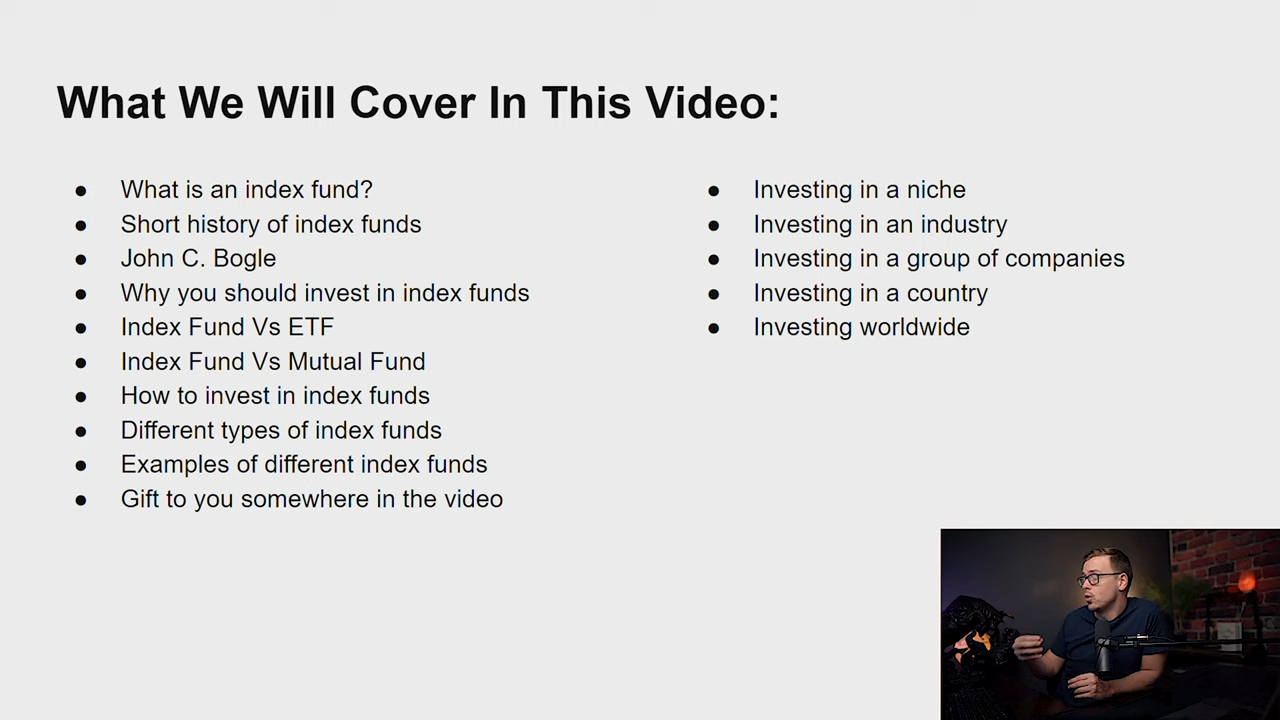 What We Will Cover In This Video:
● What is an index fund?
● Short history of index funds
● John C. Bogle
● Why you should invest in index funds
● Index Fund Vs ETF
● Index Fund Vs Mutual Fund
● How to invest in index funds
● Different types of index funds
● Examples of different index funds
● Gift to you somewhere in the video
● Investing in a niche
● Investing in an industry
● Investing in a group of companies
● Investing in a country
● Investing worldwide